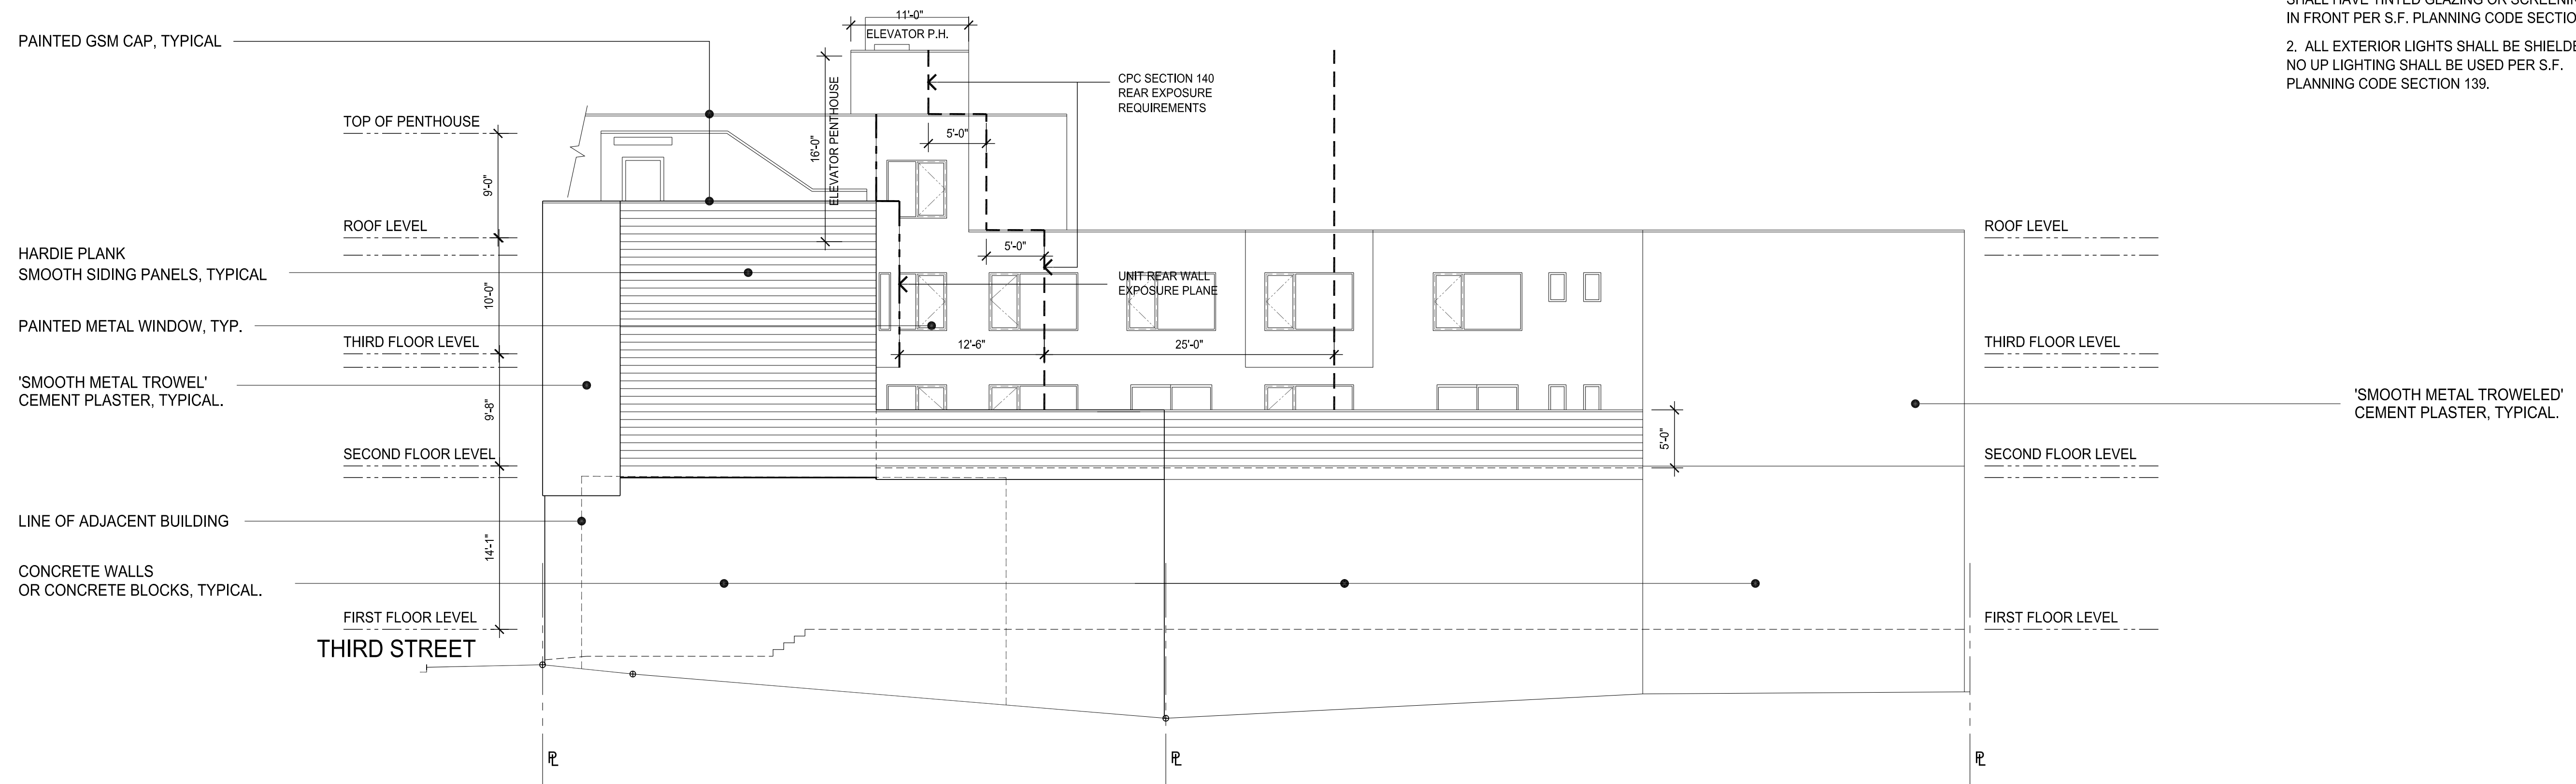 PAINTED GSM CAP, TYPICAL
TOP OF PENTHOUSE
9'-0"
ROOF LEVEL
HARDIE PLANK
SMOOTH SIDING PANELS, TYPICAL
10'-0"
PAINTED METAL WINDOW, TYP.
THIRD FLOOR LEVEL
'SMOOTH METAL TROWEL'
CEMENT PLASTER, TYPICAL.
9'-8"
SECOND FLOOR LEVEL
LINE OF ADJACENT BUILDING
14'-1"
CONCRETE WALLS
OR CONCRETE BLOCKS, TYPICAL.
FIRST FLOOR LEVEL
THIRD STREET
11'-0"
ELEVATOR P.H.
16'-0"
ELEVATOR PENTHOUSE
CPC SECTION 140
REAR EXPOSURE
REQUIREMENTS
5'-0"
5'-0"
UNIT REAR WALL
EXPOSURE PLANE
12'-6"
25'-0"
5'-0"
PL
PL
PL
ROOF LEVEL
THIRD FLOOR LEVEL
SECOND FLOOR LEVEL
FIRST FLOOR LEVEL
'SMOOTH METAL TROWELED'
CEMENT PLASTER, TYPICAL.
SHALL HAVE TINTED GLAZING OR SCREENIN
IN FRONT PER S.F. PLANNING CODE SECTIO
2. ALL EXTERIOR LIGHTS SHALL BE SHIELDE
NO UP LIGHTING SHALL BE USED PER S.F.
PLANNING CODE SECTION 139.